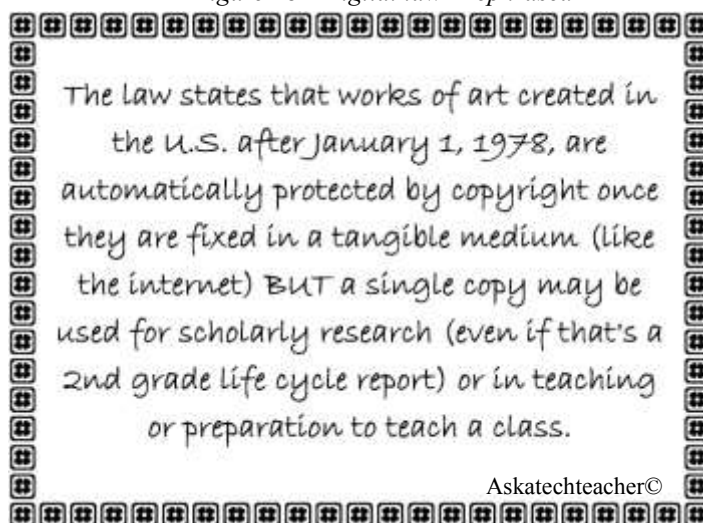 The law states that works of art created in
the U.S. after January 1, 1978, are
automatically protected by copyright once
they are fixed in a tangible medium (like
the internet) BUT a single copy may be
used for scholarly research (even if that's a
2nd grade life cycle report) or in teaching
or preparation to teach a class.
Askatechteacher©